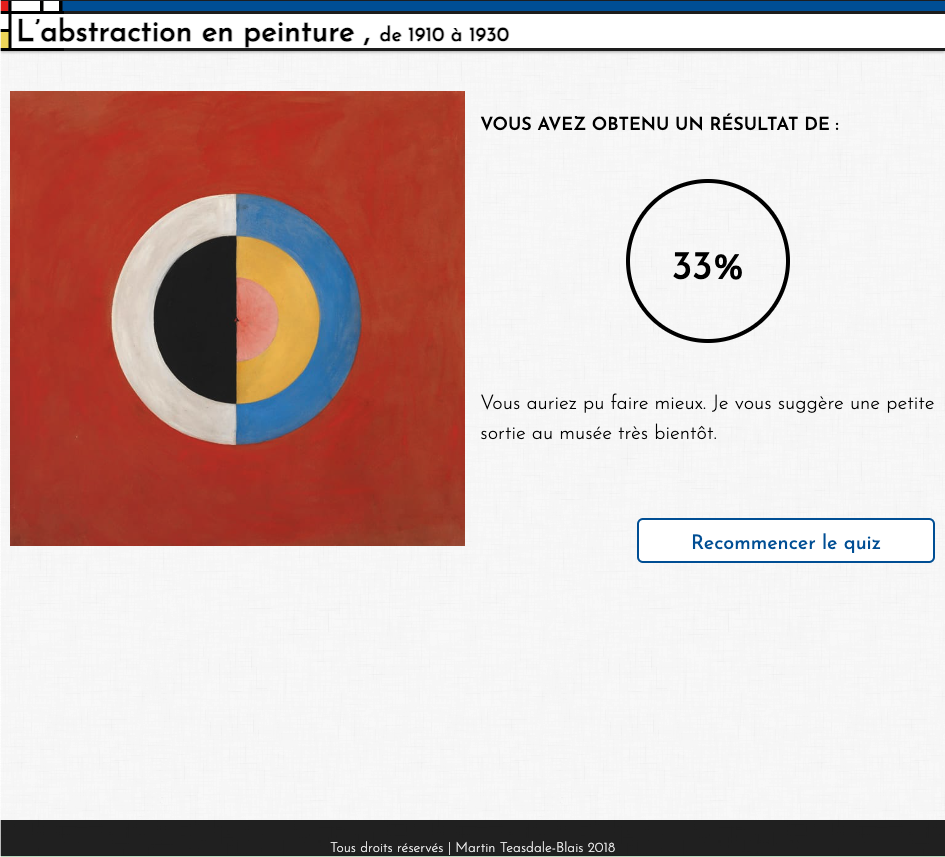 L'abstraction en peinture , de 1910 à 1930
VOUS AVEZ OBTENU UN RÉSULTAT DE :
33%
Vous auriez pu faire mieux. Je vous suggère une petite
sortie au musée très bientôt.
Recommencer le quiz
Tous droits réservés | Martin Teasdale-Blais 2018